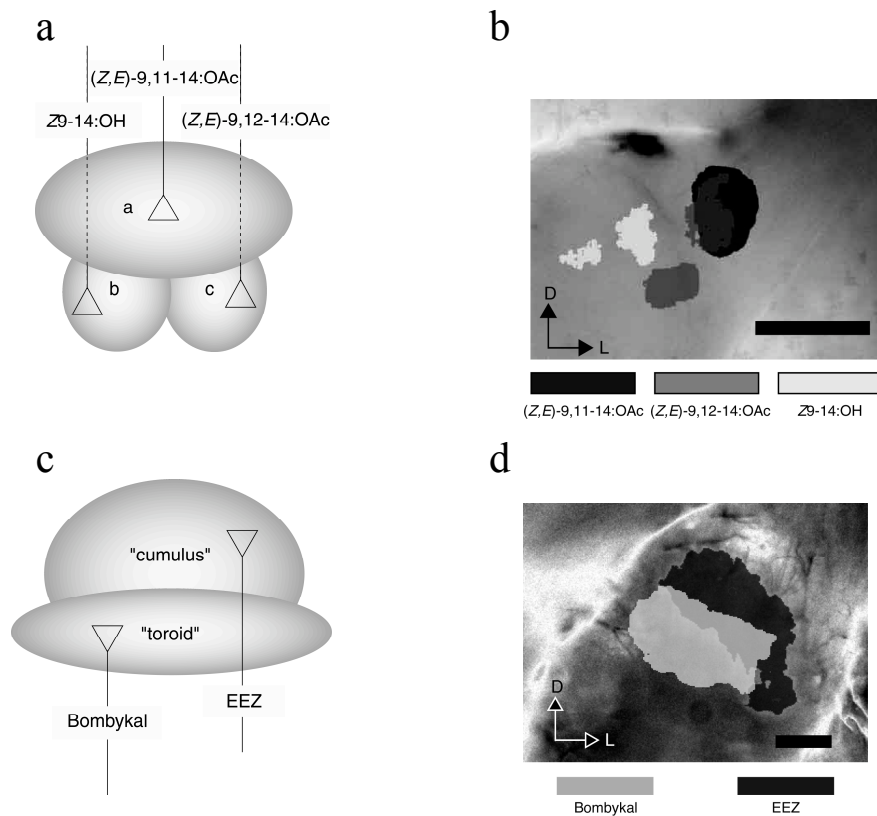 a
(Z,E)-9,11-14:OAc
Z9-14:OH
(Z,E)-9,12-14:OAc
a
b
c
b
D
L
(Z,E)-9,11-14:OAc
(Z,E)-9,12-14:OAc
Z9-14:OH
c
"cumulus"
"toroid"
EEZ
Bombykal
d
D
L
Bombykal
EEZ